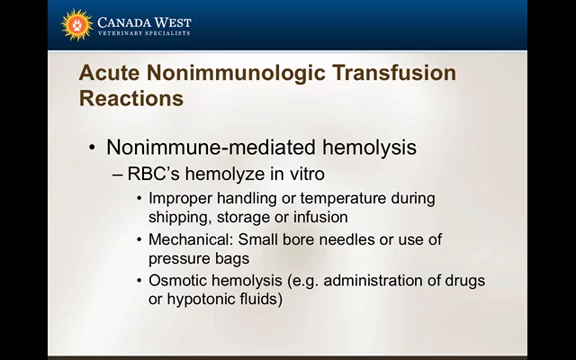 CANADA WEST
VETERINARY SPECIALISTS
Acute Nonimmunologic Transfusion
Reactions
• Nonimmune-mediated hemolysis
– RBC's hemolyze in vitro
• Improper handling or temperature during
shipping, storage or infusion
• Mechanical: Small bore needles or use of
pressure bags
• Osmotic hemolysis (e.g. administration of drugs
or hypotonic fluids)